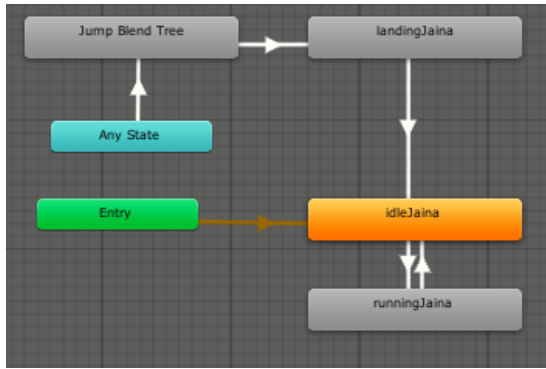 Jump Blend Tree
landingJaina
Any State
Entry
idleJaina
runningJaina